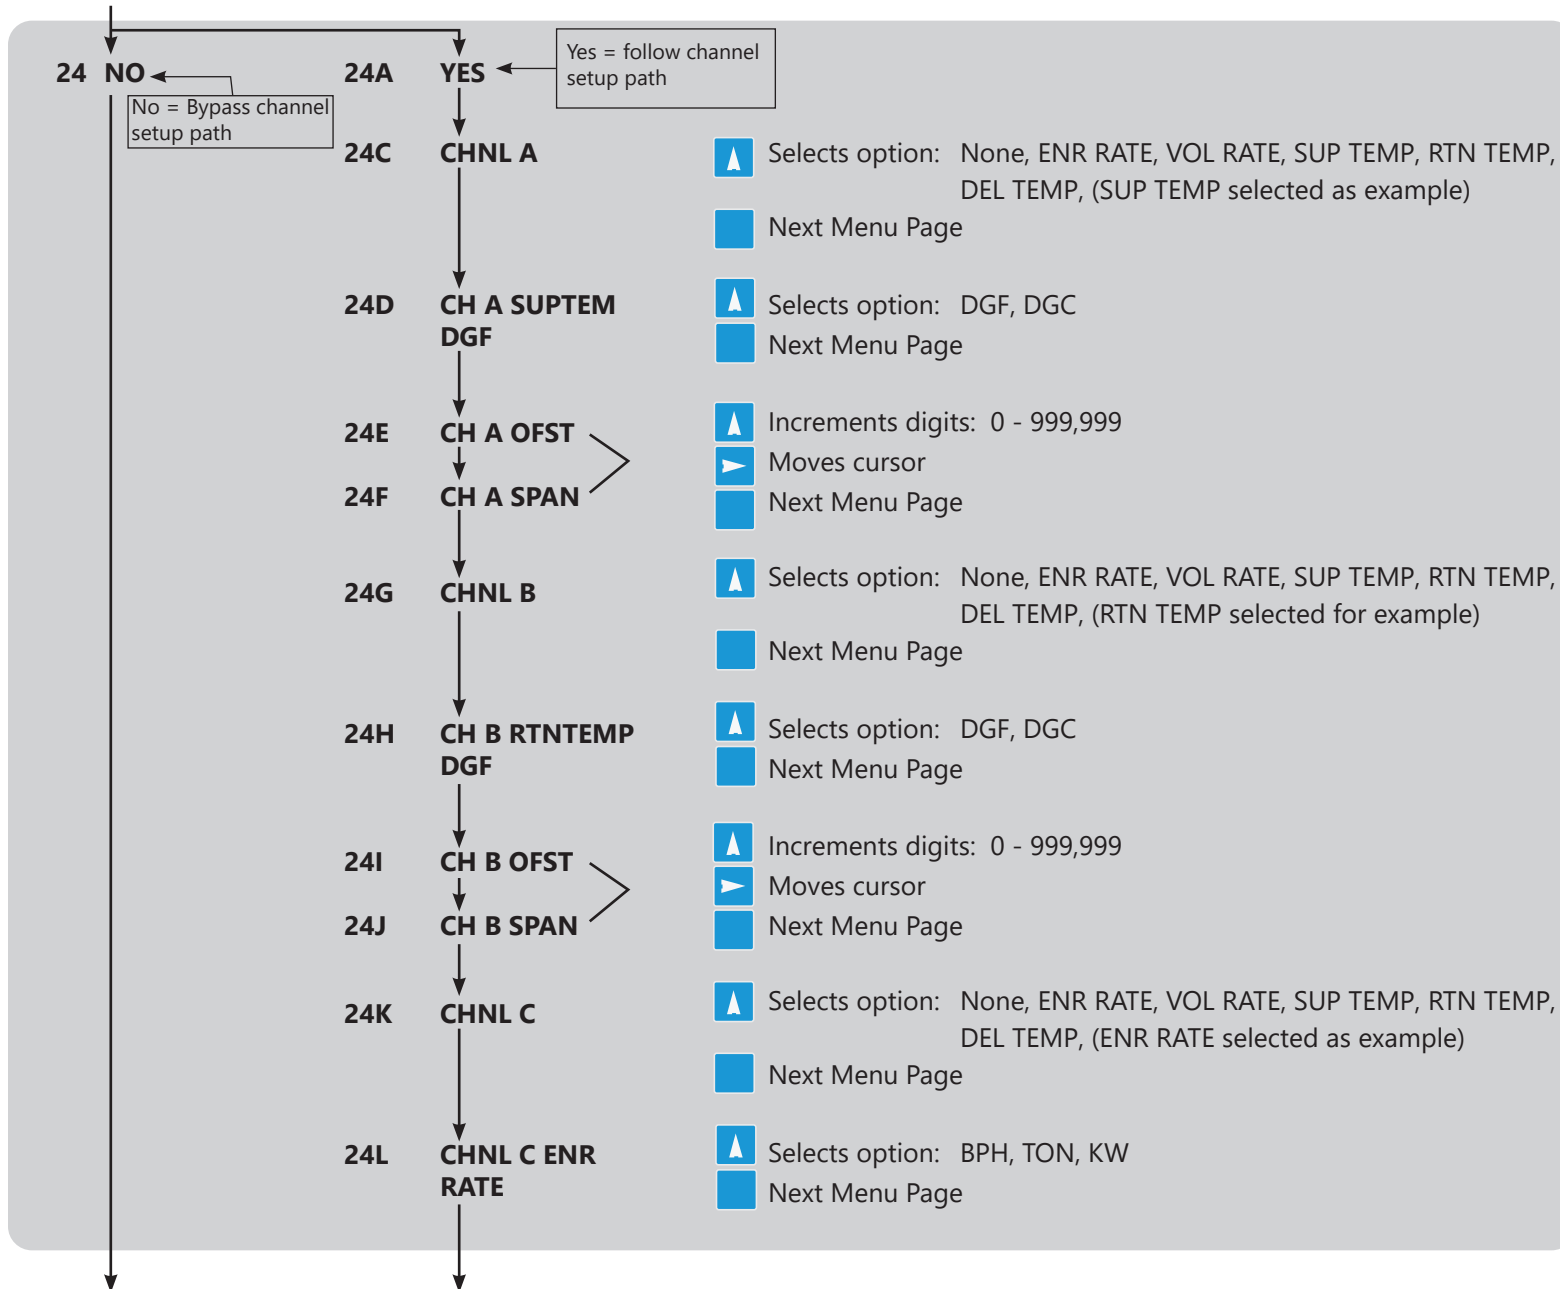 24 NO
24A YES
Yes = follow channel
setup path
No = Bypass channel
setup path
24C CHNL A
Selects option: None, ENR RATE, VOL RATE, SUP TEMP, RTN TEMP,
DEL TEMP, (SUP TEMP selected as example)
Next Menu Page
24D CH A SUPTEM
DGF
Selects option: DGF, DGC
Next Menu Page
24E CH A OFST
24F CH A SPAN
Increments digits: 0 - 999,999
Moves cursor
Next Menu Page
24G CHNL B
Selects option: None, ENR RATE, VOL RATE, SUP TEMP, RTN TEMP,
DEL TEMP, (RTN TEMP selected for example)
Next Menu Page
24H CH B RTNTEMP
DGF
Selects option: DGF, DGC
Next Menu Page
24I CH B OFST
24J CH B SPAN
Increments digits: 0 - 999,999
Moves cursor
Next Menu Page
24K CHNL C
Selects option: None, ENR RATE, VOL RATE, SUP TEMP, RTN TEMP,
DEL TEMP, (ENR RATE selected as example)
Next Menu Page
24L CHNL C ENR
RATE
Selects option: BPH, TON, KW
Next Menu Page